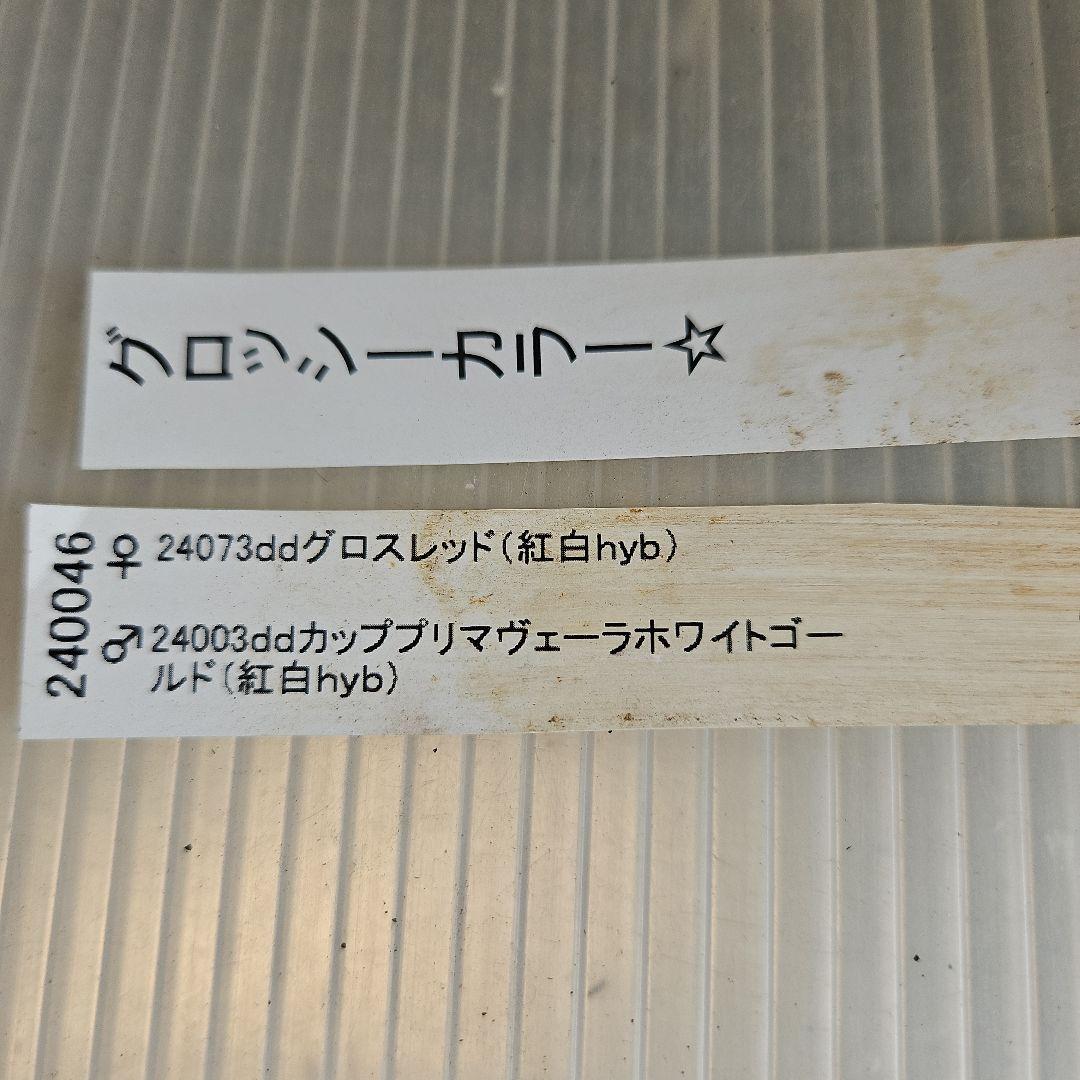 グロッシーカラー☆
240046
♀ 24073ddグロスレッド(紅白hyb)
♂ 24003ddカッププリマヴェーラホワイトゴー
ルド(紅白hyb)